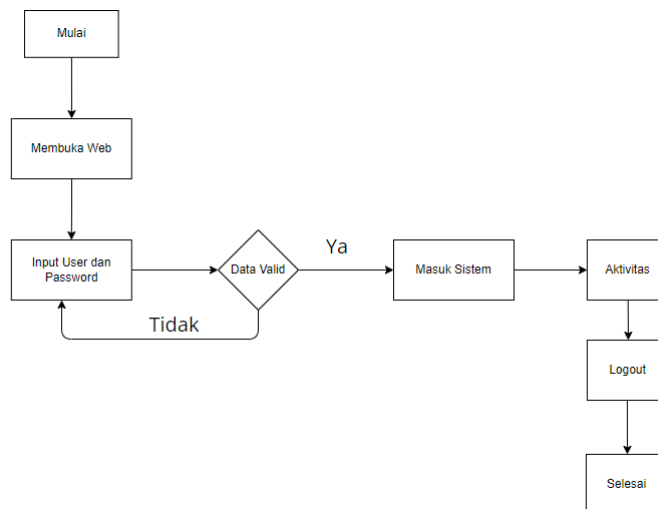 Mulai
Membuka Web
Input User dan
Password
Data Valid
Ya
Tidak
Masuk Sistem
Aktivitas
Logout
Selesai